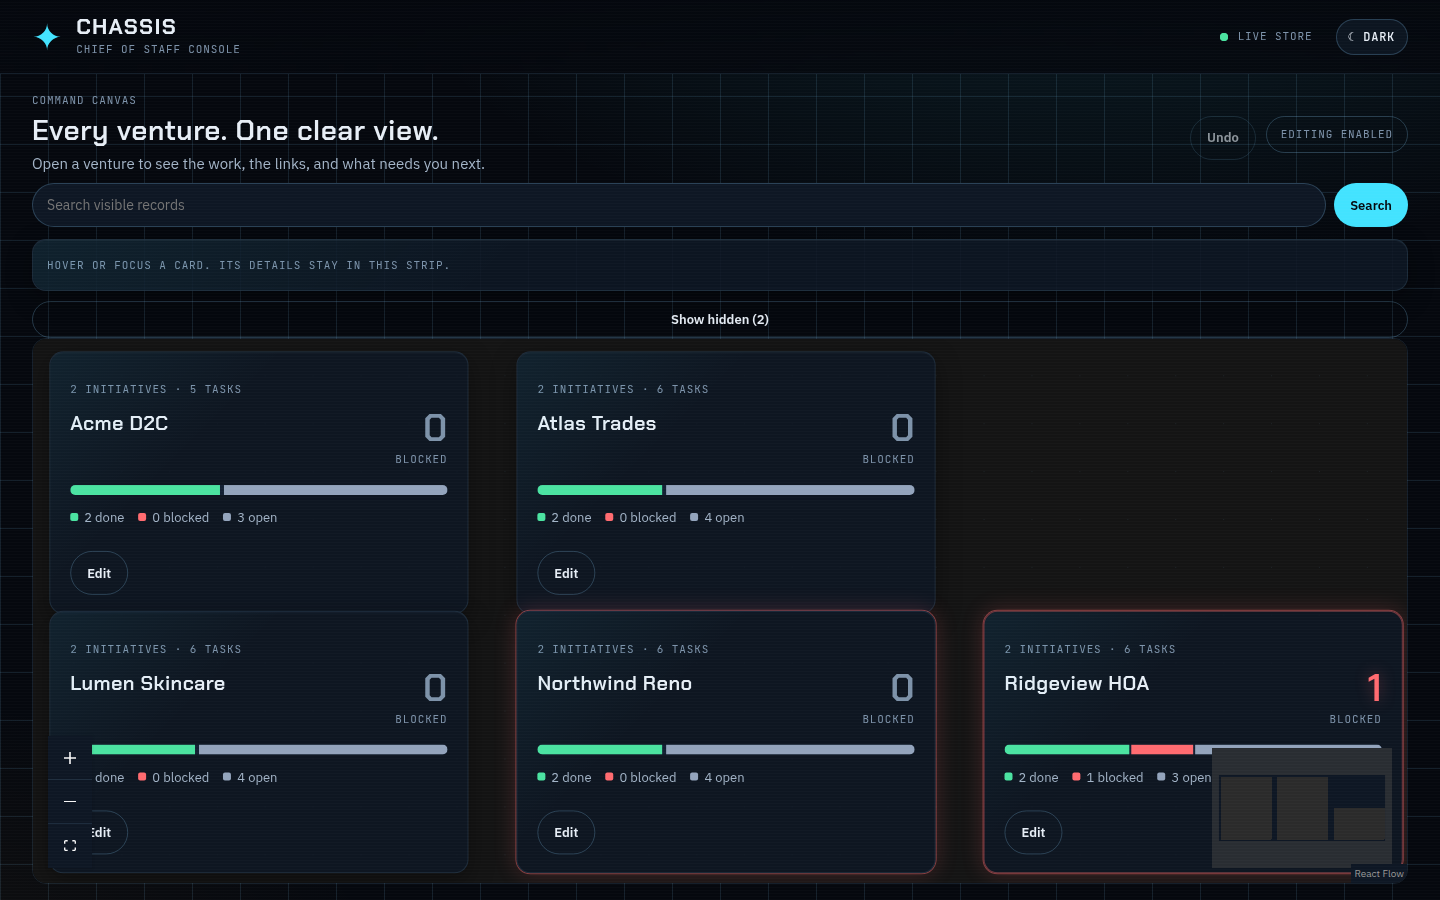 CHASSIS
CHIEF OF STAFF CONSOLE
LIVE STORE
☾ DARK
COMMAND CANVAS
Every venture. One clear view.
Open a venture to see the work, the links, and what needs you next.
Undo
EDITING ENABLED
Search visible records
Search
HOVER OR FOCUS A CARD. ITS DETAILS STAY IN THIS STRIP.
Show hidden (2)
2 INITIATIVES · 5 TASKS
Acme D2C
0
BLOCKED
2 done 0 blocked 3 open
Edit
2 INITIATIVES · 6 TASKS
Atlas Trades
0
BLOCKED
2 done 0 blocked 4 open
Edit
2 INITIATIVES · 6 TASKS
Lumen Skincare
0
BLOCKED
done 0 blocked 4 open
Edit
2 INITIATIVES · 6 TASKS
Northwind Reno
0
BLOCKED
2 done 0 blocked 4 open
Edit
2 INITIATIVES · 6 TASKS
Ridgeview HOA
1
BLOCKED
2 done 1 blocked 3 open
Edit
React Flow